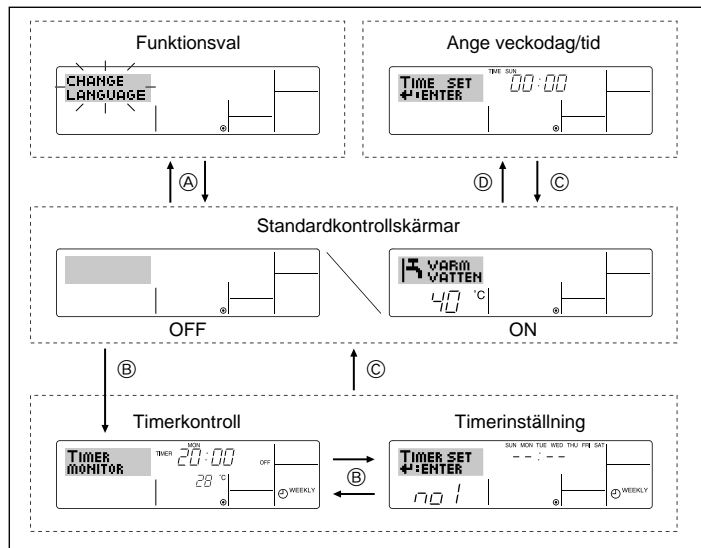 Funktionsval
CHANGE
LANGUAGE
Ange veckodag/tid
TIME SUN
TIME SET 00:00
↵:ENTER
Ⓐ
Ⓓ Ⓒ
Standardkontrollskärmar
OFF
VARM
VATTEN
40 °C
ON
Ⓑ Ⓒ
Timerkontroll
MON
TIMER TIMER 20:00 OFF
MONITOR
28 °C
WEEKLY
Ⓑ
Timerinställning
SUN MON TUE WED THU FRI SAT
TIMER SET --:--
↵:ENTER
no 1
WEEKLY